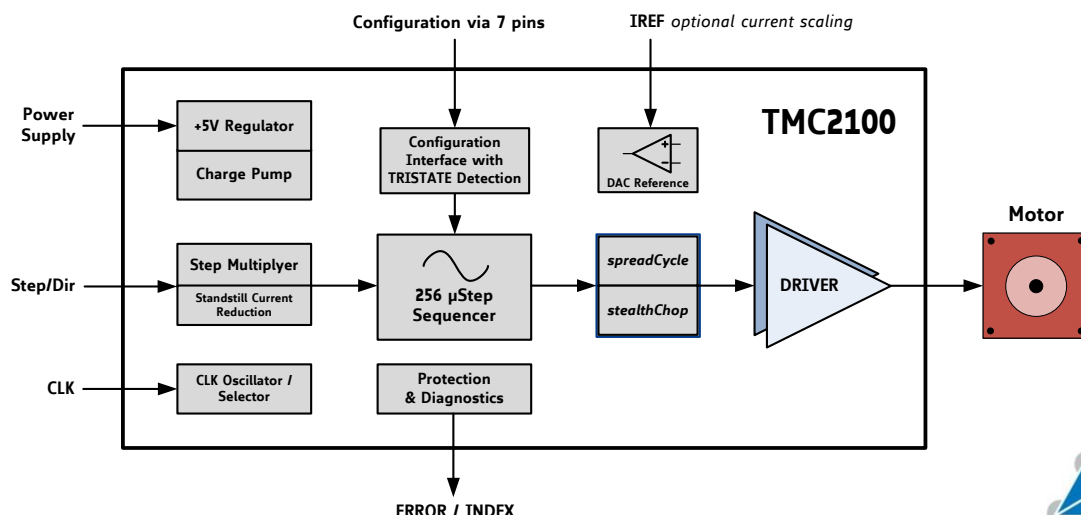 Configuration via 7 pins
IREF optional current scaling
Power
Supply
+5V Regulator
Charge Pump
Configuration
Interface with
TRISTATE Detection
+
−
DAC Reference
TMC2100
Motor
Step/Dir
Step Multiplyer
Standstill Current
Reduction
256 µStep
Sequencer
spreadCycle
stealthChop
DRIVER
CLK
CLK Oscillator /
Selector
Protection
& Diagnostics
ERROR / INDEX